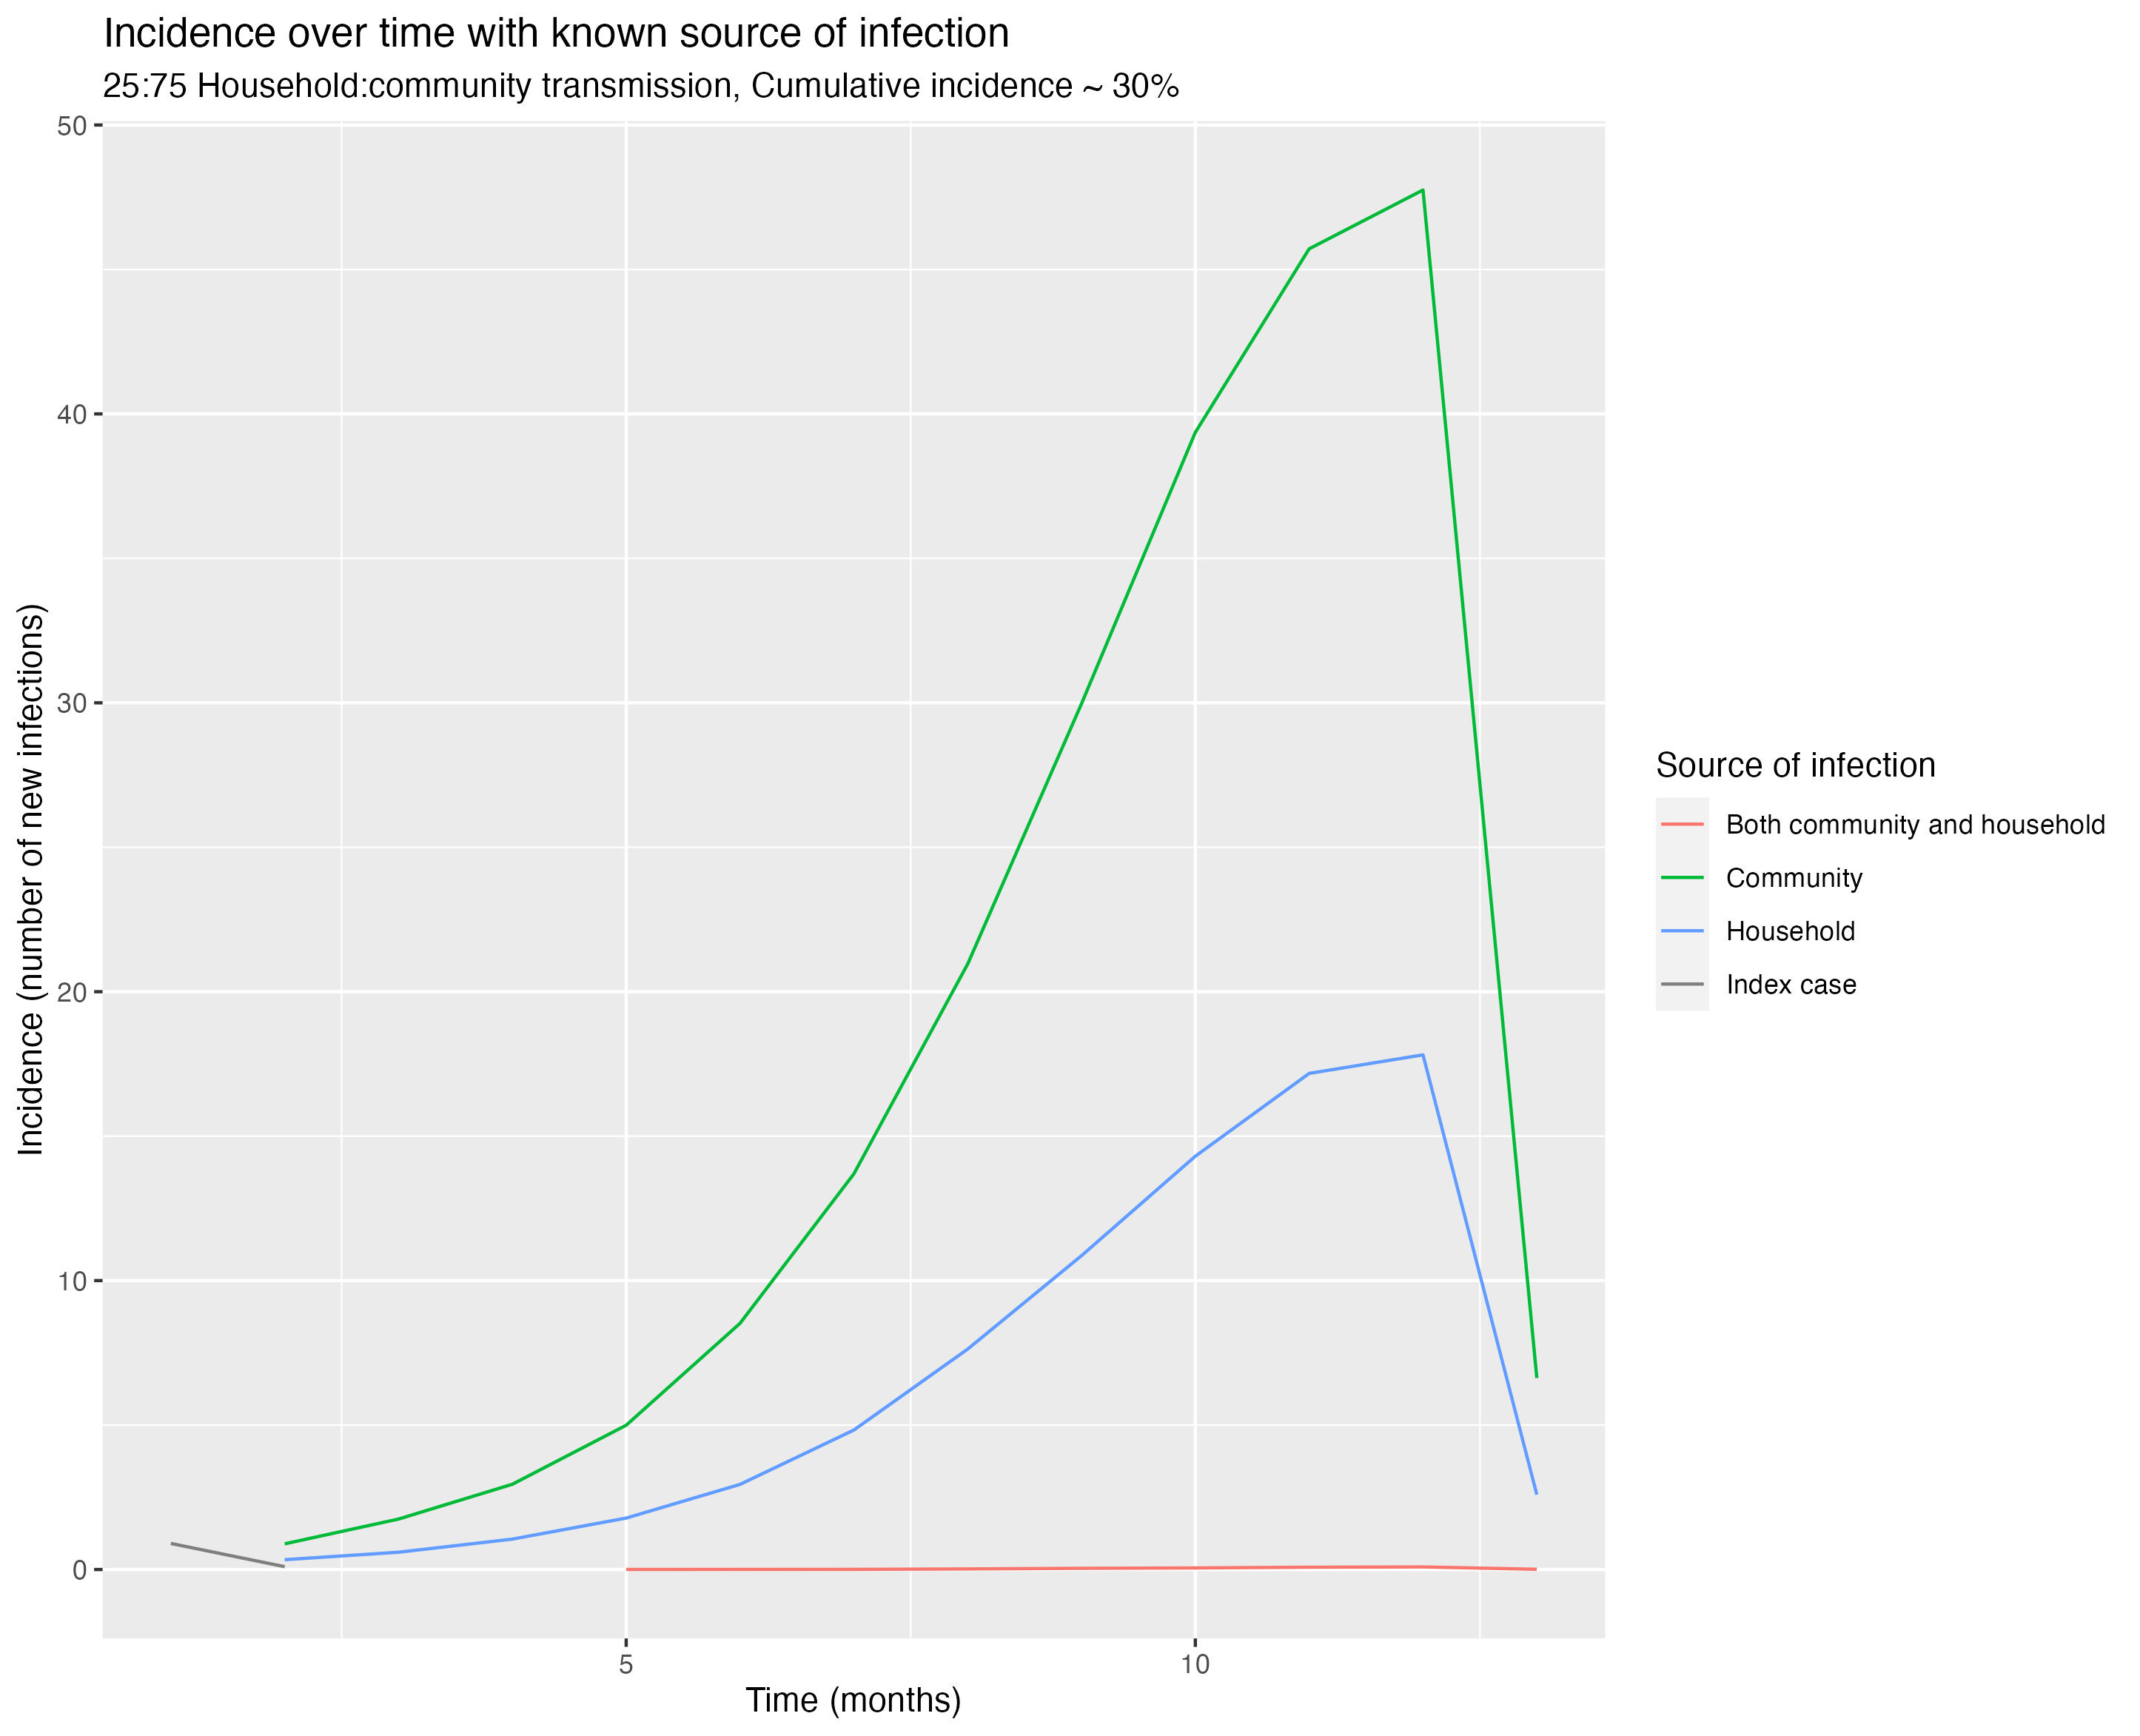 Incidence over time with known source of infection
25:75 Household:community transmission, Cumulative incidence ~ 30%
50
40
30
20
10
0
Incidence (number of new infections)
5
10
Time (months)
Source of infection
Both community and household
Community
Household
Index case